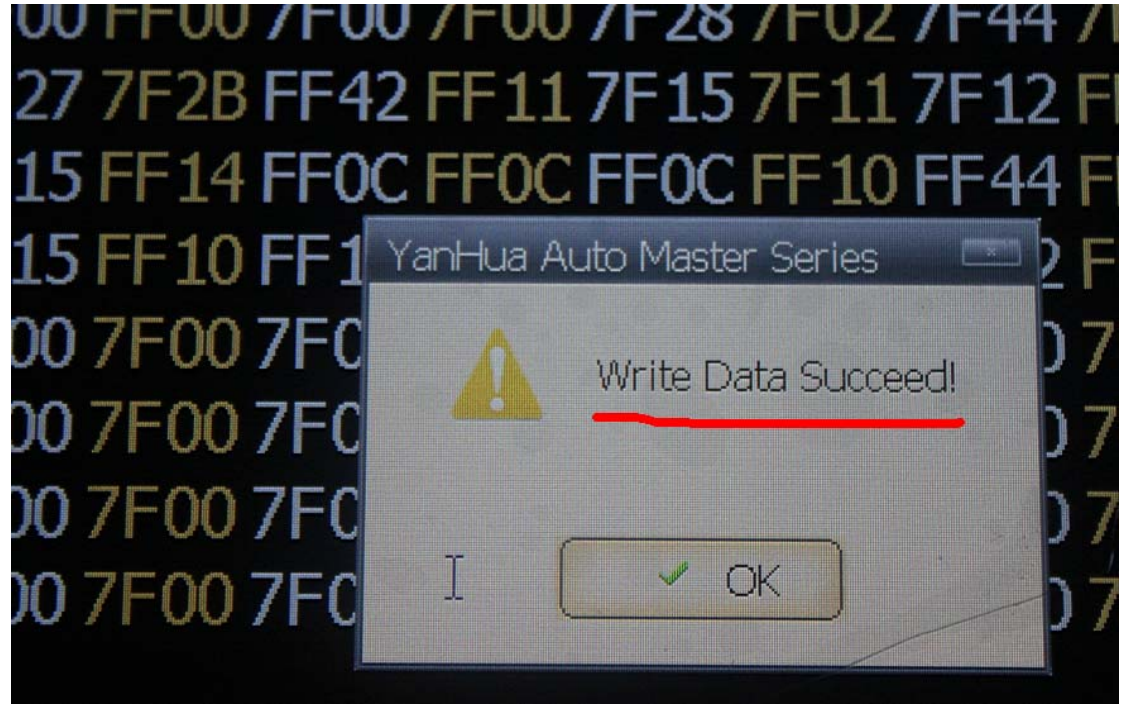 00 FF00 7F00 7F00 7F28 7F02 7F44
27 7F2B FF42 FF11 7F15 7F11 7F12
15 FF14 FF0C FF0C FF0C FF10 FF44
15 FF10
YanHua Auto Master Series
00 7F00
Write Data Succeed!
00 7F00
00 7F00
OK
00 7F00